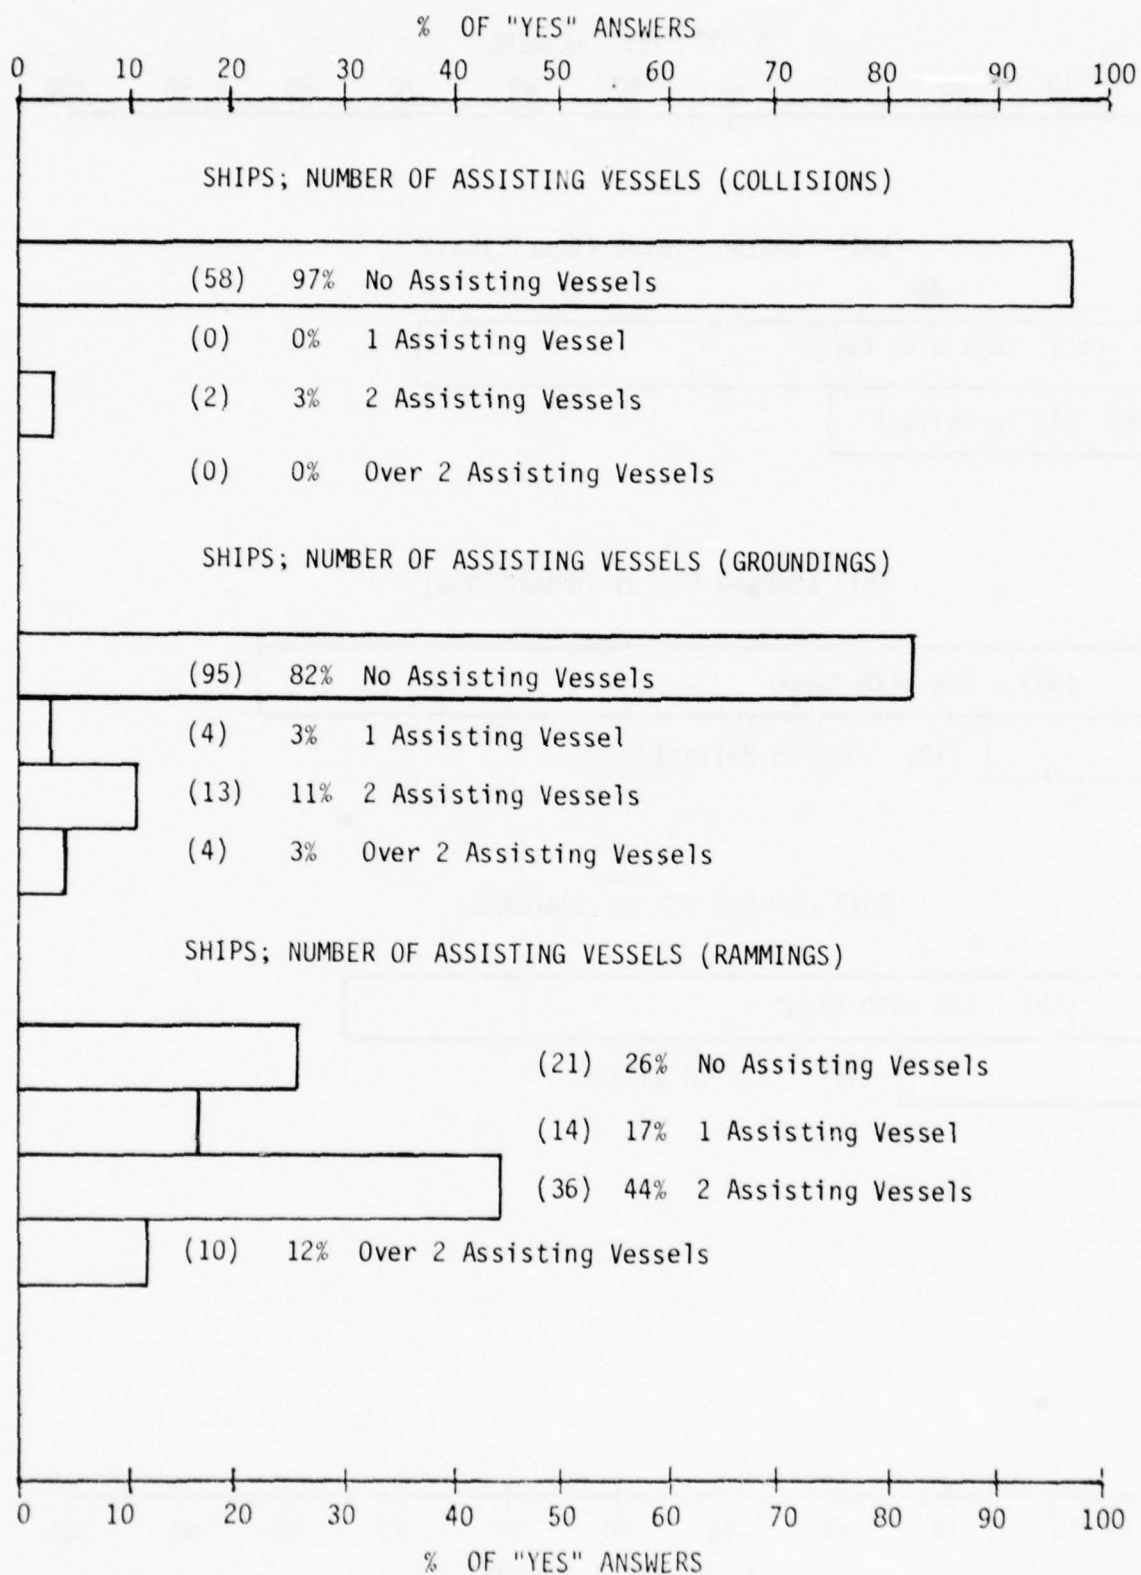 % OF "YES" ANSWERS
0 10 20 30 40 50 60 70 80 90 100
SHIPS; NUMBER OF ASSISTING VESSELS (COLLISIONS)
(58) 97% No Assisting Vessels
(0) 0% 1 Assisting Vessel
(2) 3% 2 Assisting Vessels
(0) 0% Over 2 Assisting Vessels
SHIPS; NUMBER OF ASSISTING VESSELS (GROUNDINGS)
(95) 82% No Assisting Vessels
(4) 3% 1 Assisting Vessel
(13) 11% 2 Assisting Vessels
(4) 3% Over 2 Assisting Vessels
SHIPS; NUMBER OF ASSISTING VESSELS (RAMMINGS)
(21) 26% No Assisting Vessels
(14) 17% 1 Assisting Vessel
(36) 44% 2 Assisting Vessels
(10) 12% Over 2 Assisting Vessels
0 10 20 30 40 50 60 70 80 90 100
% OF "YES" ANSWERS